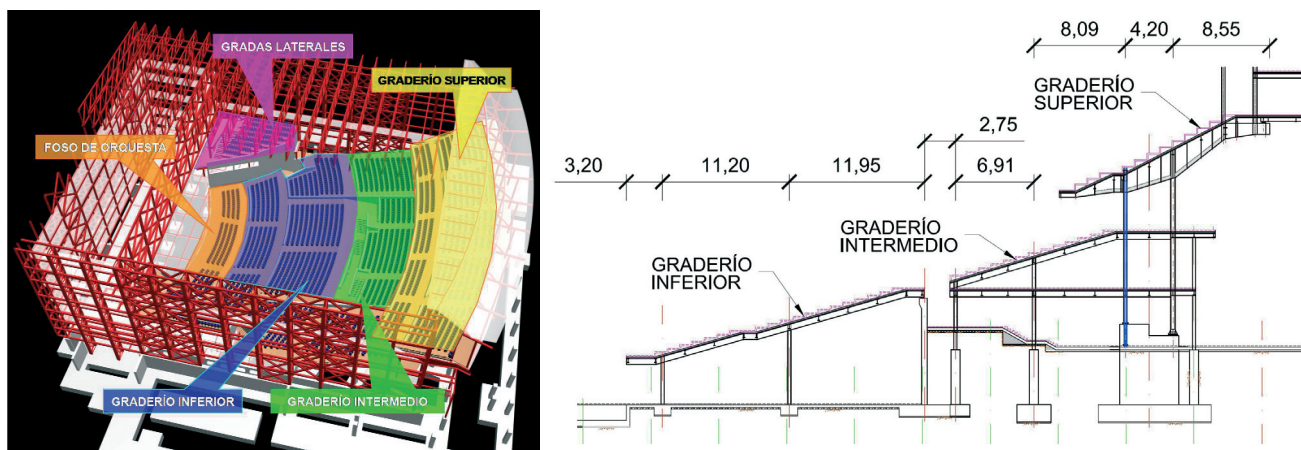 GRADAS LATERALES
GRADERÍO SUPERIOR
FOSO DE ORQUESTA
GRADERÍO INFERIOR
GRADERÍO INTERMEDIO
8,09
4,20
8,55
GRADERÍO
SUPERIOR
2,75
3,20
11,20
11,95
6,91
GRADERÍO
INTERMEDIO
GRADERÍO
INFERIOR